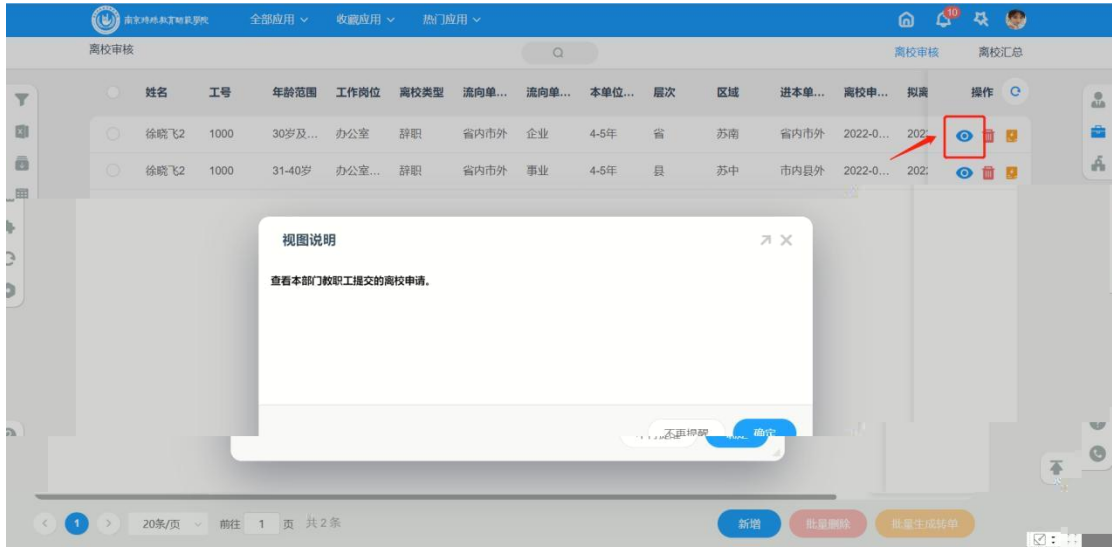 全部应用 收藏应用 热门应用 10
离校审核 离校审核 离校汇总
姓名 工号 年龄范围 工作岗位 离校类型 流向单... 流向单... 本单位... 层次 区域 进本单... 离校申... 拟离 操作
徐晓飞2 1000 30岁及... 办公室 辞职 省内市外 企业 4-5年 省 苏南 省内市外 2022-0... 202
徐晓飞2 1000 31-40岁 办公室... 辞职 省内市外 事业 4-5年 县 苏中 市内县外 2022-0... 202
视图说明
查看本部门教职工提交的离校申请。
不再提醒 确定
1 20条/页 前往 1 页 共2条 新增 批量删除 批量生成转单